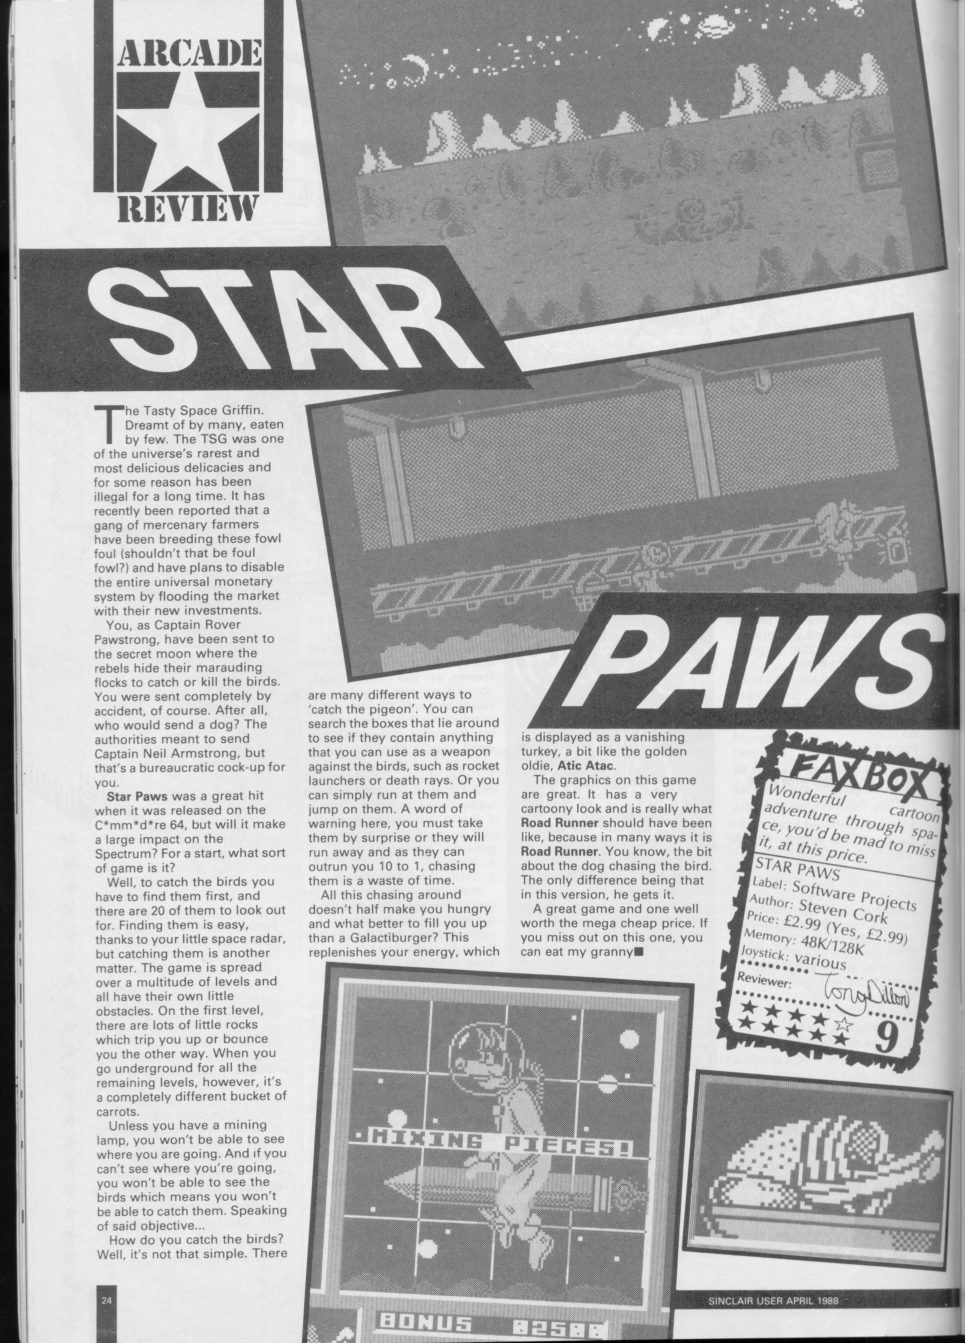 ARCADE
REVIEW
STAR
PAWS
The Tasty Space Griffin.
Dreamt of by many, eaten
by few. The TSG was one
of the universe's rarest and
most delicious delicacies and
for some reason has been
illegal for a long time. It has
recently been reported that a
gang of mercenary farmers
have been breeding these fowl
foul (shouldn't that be foul
fowl?) and have plans to disable
the entire universal monetary
system by flooding the market
with their new investments.
You, as Captain Rover
Pawstrong, have been sent to
the secret moon where the
rebels hide their marauding
flocks to catch or kill the birds.
You were sent completely by
accident, of course. After all,
who would send a dog? The
authorities meant to send
Captain Neil Armstrong, but
that's a bureaucratic cock-up for
you.
Star Paws was a great hit
when it was released on the
C*mm*d*re 64, but will it make
a large impact on the
Spectrum? For a start, what sort
of game is it?
Well, to catch the birds you
have to find them first, and
there are 20 of them to look out
for. Finding them is easy,
thanks to your little space radar,
but catching them is another
matter. The game is spread
over a multitude of levels and
all have their own little
obstacles. On the first level,
there are lots of little rocks
which trip you up or bounce
you the other way. When you
go underground for all the
remaining levels, however, it's
a completely different bucket of
carrots.
Unless you have a mining
lamp, you won't be able to see
where you are going. And if you
can't see where you're going,
you won't be able to see the
birds which means you won't
be able to catch them. Speaking
of said objective...
How do you catch the birds?
Well, it's not that simple. There
are many different ways to
'catch the pigeon'. You can
search the boxes that lie around
to see if they contain anything
that you can use as a weapon
against the birds, such as rocket
launchers or death rays. Or you
can simply run at them and
jump on them. A word of
warning here, you must take
them by surprise or they will
run away and as they can
outrun you 10 to 1, chasing
them is a waste of time.
All this chasing around
doesn't half make you hungry
and what better to fill you up
than a Galactiburger? This
replenishes your energy, which
is displayed as a vanishing
turkey, a bit like the golden
oldie, Atic Atac.
The graphics on this game
are great. It has a very
cartoony look and is really what
Road Runner should have been
like, because in many ways it is
Road Runner. You know, the bit
about the dog chasing the bird.
The only difference being that
in this version, he gets it.
A great game and one well
worth the mega cheap price. If
you miss out on this one, you
can eat my granny■
FAX BOX
Wonderful cartoon
adventure through spa-
ce, you'd be mad to miss
it, at this price.
STAR PAWS
Label: Software Projects
Author: Steven Cork
Price: £2.99 (Yes, £2.99)
Memory: 48K/128K
Joystick: various
Reviewer: Tony Dillon
9
MIXING PIECES!
BONUS 02500
24
SINCLAIR USER APRIL 1988